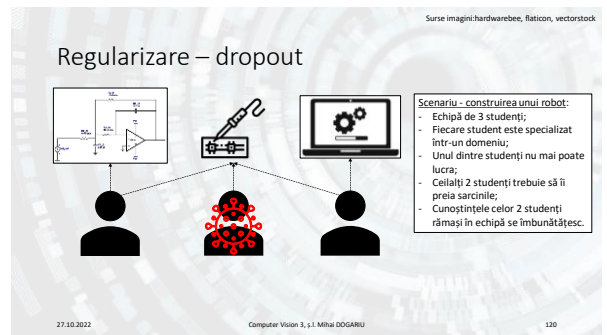 Surse imagini:hardwarebee, flaticon, vectorstock
Regularizare – dropout
Scenariu - construirea unui robot:
- Echipă de 3 studenți;
- Fiecare student este specializat
într-un domeniu;
- Unul dintre studenți nu mai poate
lucra;
- Ceilalți 2 studenți trebuie să îi
preia sarcinile;
- Cunoștințele celor 2 studenți
rămași în echipă se îmbunătățesc.
27.10.2022
Computer Vision 3, ș.l. Mihai DOGARIU
120